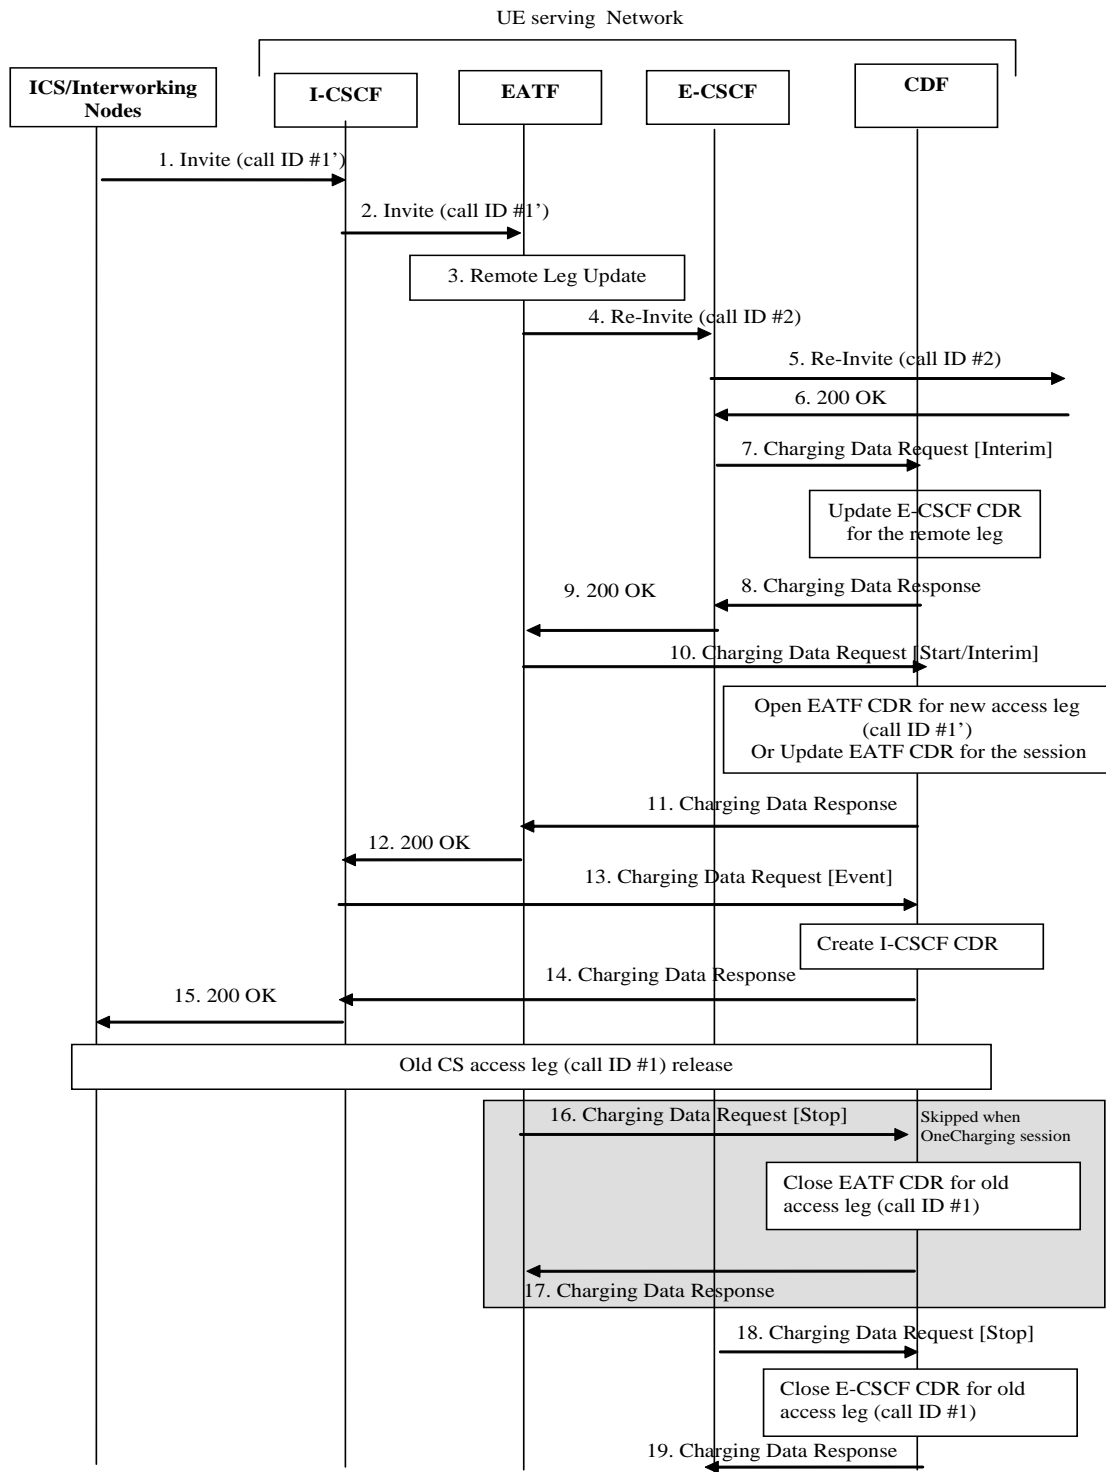 UE serving Network
ICS/Interworking
Nodes
I-CSCF
EATF
E-CSCF
CDF
1. Invite (call ID #1’)
2. Invite (call ID #1’)
3. Remote Leg Update
4. Re-Invite (call ID #2)
5. Re-Invite (call ID #2)
6. 200 OK
7. Charging Data Request [Interim]
Update E-CSCF CDR
for the remote leg
8. Charging Data Response
9. 200 OK
10. Charging Data Request [Start/Interim]
Open EATF CDR for new access leg
(call ID #1’)
Or Update EATF CDR for the session
11. Charging Data Response
12. 200 OK
13. Charging Data Request [Event]
Create I-CSCF CDR
14. Charging Data Response
15. 200 OK
Old CS access leg (call ID #1) release
16. Charging Data Request [Stop]
Skipped when
OneCharging session
Close EATF CDR for old
access leg (call ID #1)
17. Charging Data Response
18. Charging Data Request [Stop]
Close E-CSCF CDR for old
access leg (call ID #1)
19. Charging Data Response